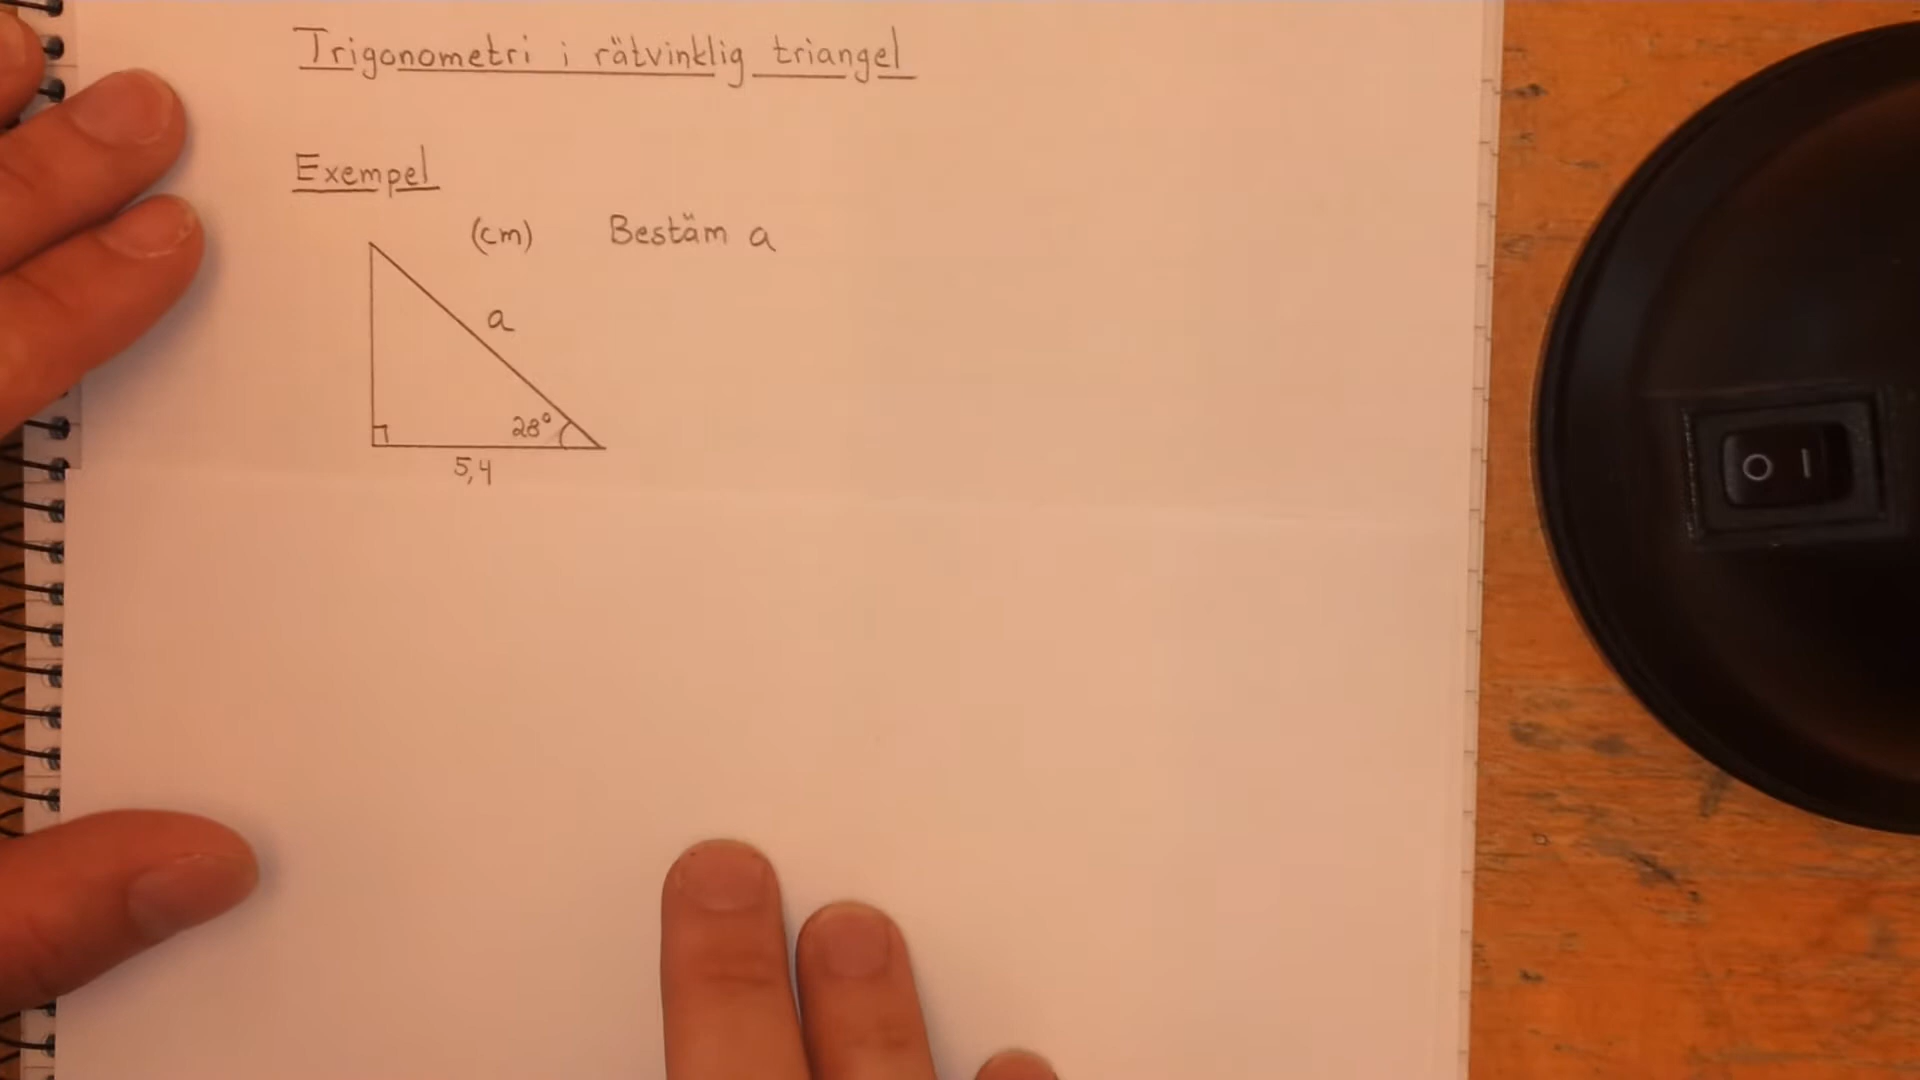 Trigonometri i rätvinklig triangel
Exempel
(cm) Bestäm a
a
28°
5,4
O I